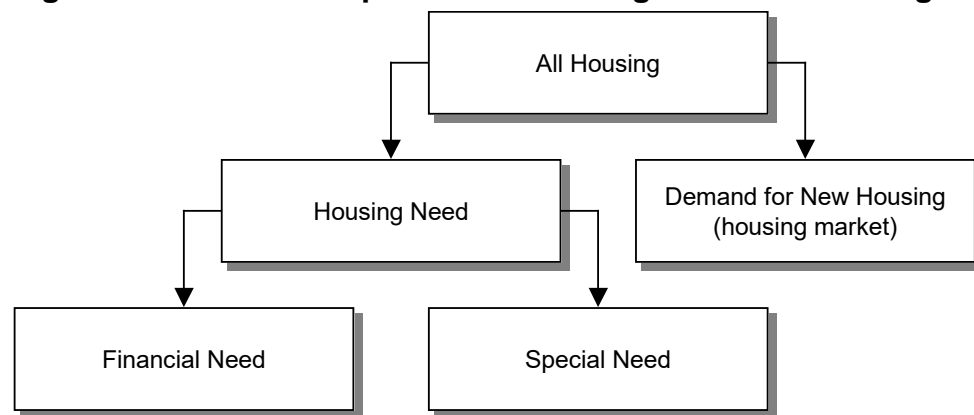 All Housing
Housing Need
Demand for New Housing
(housing market)
Financial Need
Special Need